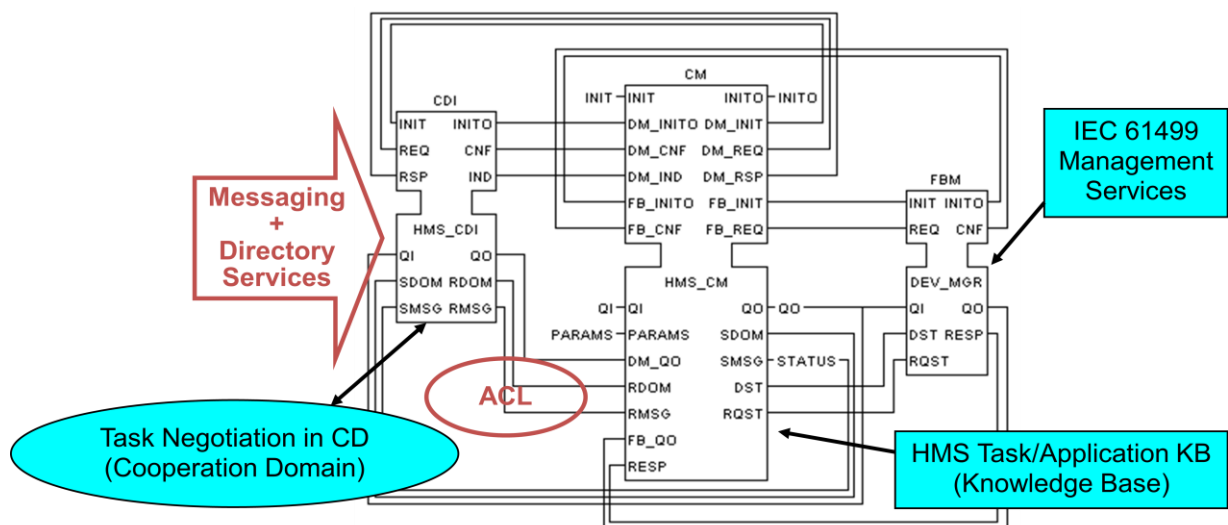 CM
INIT INIT INITO INITO
CDI
INIT INITO DM_INITO DM_INIT
REQ CNF DM_CNF DM_REQ
RSP IND DM_IND DM_RSP
FBM
FB_INITO FB_INIT INIT INITO
FB_CNF FB_REQ REQ CNF
HMS_CDI
QI QO
SDOM RDOM
SMSG RMSG
HMS_CM
QI QI QO QO
PARAMS PARAMS SDOM
DM_QO SMSG STATUS
RDOM DST
RMSG RQST
FB_QO
RESP
DEV_MGR
QI QO
DST RESP
RQST
Messaging
+
Directory
Services
ACL
IEC 61499
Management
Services
Task Negotiation in CD
(Cooperation Domain)
HMS Task/Application KB
(Knowledge Base)